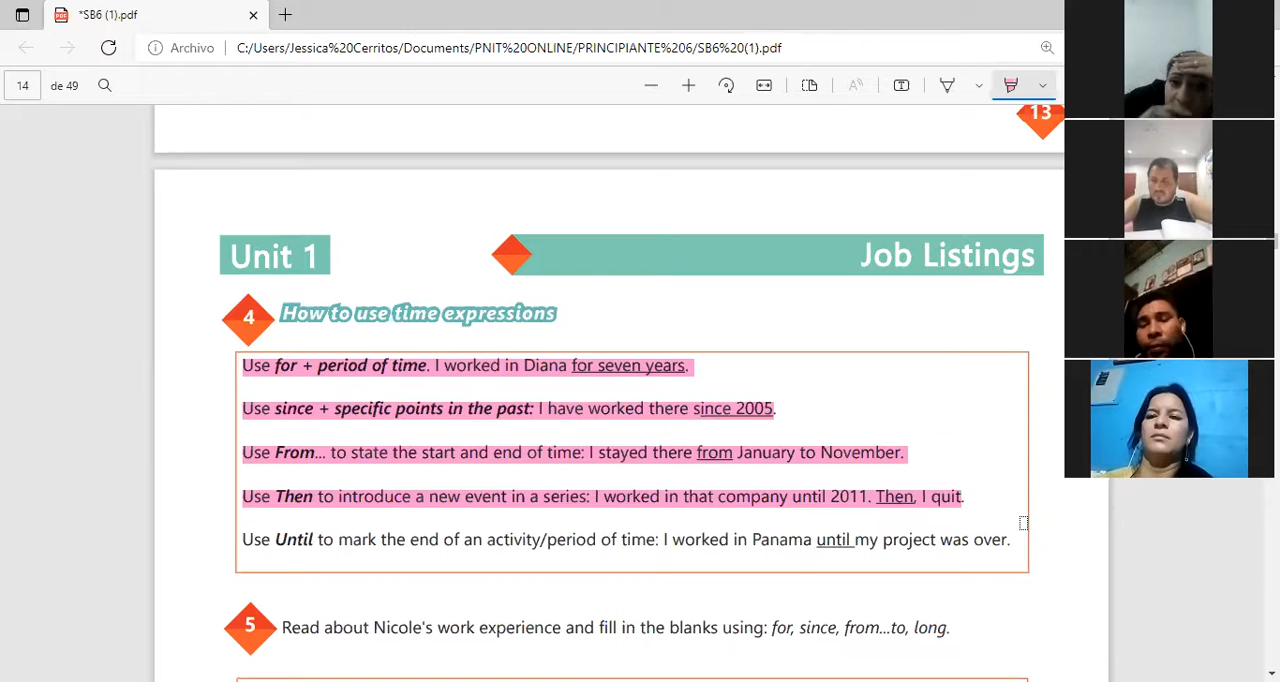 *SB6 (1).pdf
Archivo
C:/Users/Jessica%20Cerritos/Documents/PNIT%20ONLINE/PRINCIPIANTE%206/SB6%20(1).pdf
14 de 49
13
Unit 1
Job Listings
4 How to use time expressions
Use for + period of time. I worked in Diana for seven years.
Use since + specific points in the past: I have worked there since 2005.
Use From... to state the start and end of time: I stayed there from January to November.
Use Then to introduce a new event in a series: I worked in that company until 2011. Then, I quit.
Use Until to mark the end of an activity/period of time: I worked in Panama until my project was over.
5 Read about Nicole's work experience and fill in the blanks using: for, since, from...to, long.